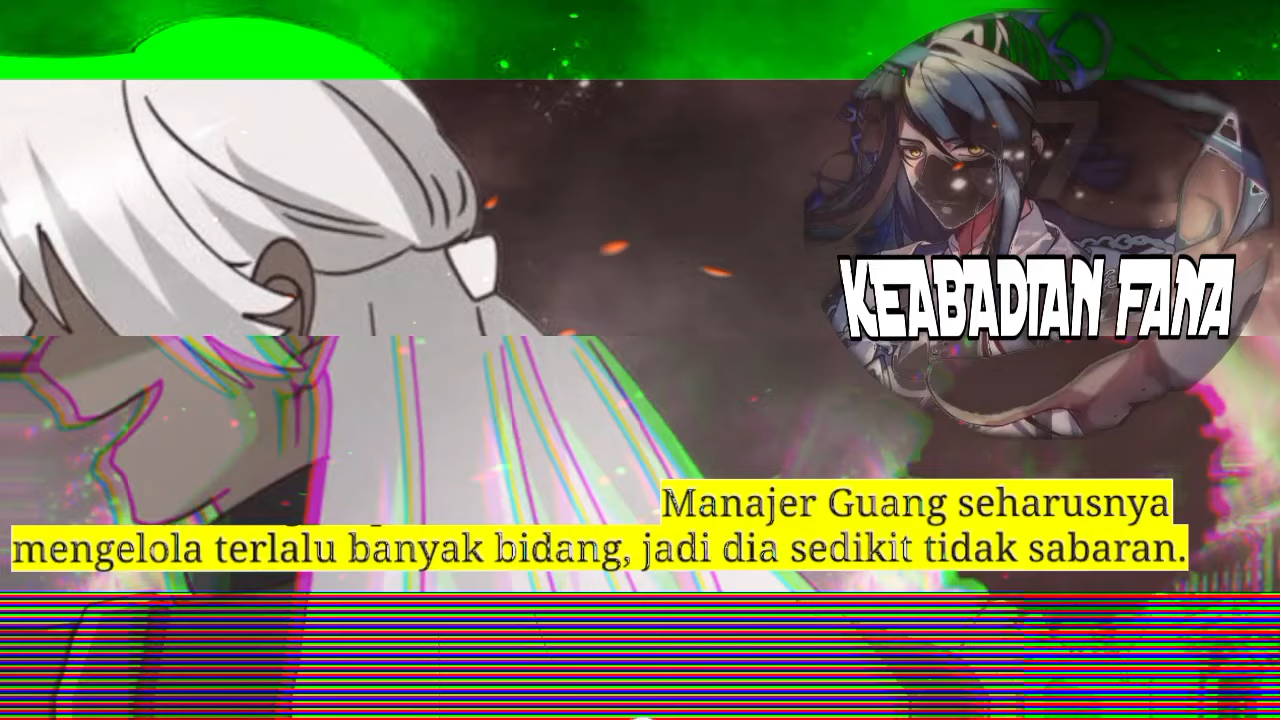 KEABADIAN FANA
Manajer Guang seharusnya
mengelola terlalu banyak bidang, jadi dia sedikit tidak sabaran.